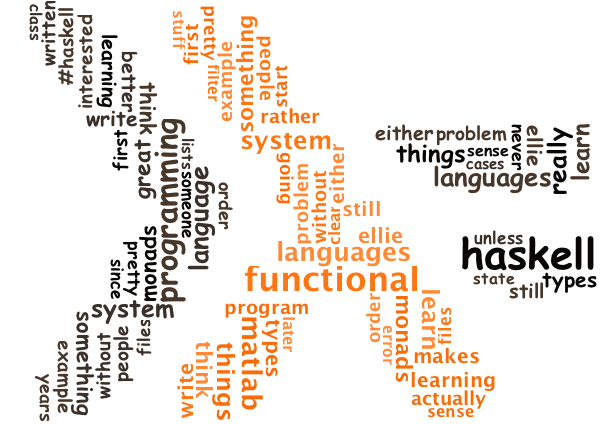 class
written
#haskell
interested
learning
better
think
write
first
great
programming
lists
someone
language
order
monads
pretty
since
system
files
people
without
something
example
years
stuff
first
pretty
filter
example
something
people
start
rather
system
going
problem
without
clear
either
still
ellie
languages
functional
program
later
types
matlab
things
think
write
order
error
monads
learn
files
makes
learning
actually
sense
either problem
things sense
cases
never
ellie
really
learn
languages
unless
haskell
state
still
types